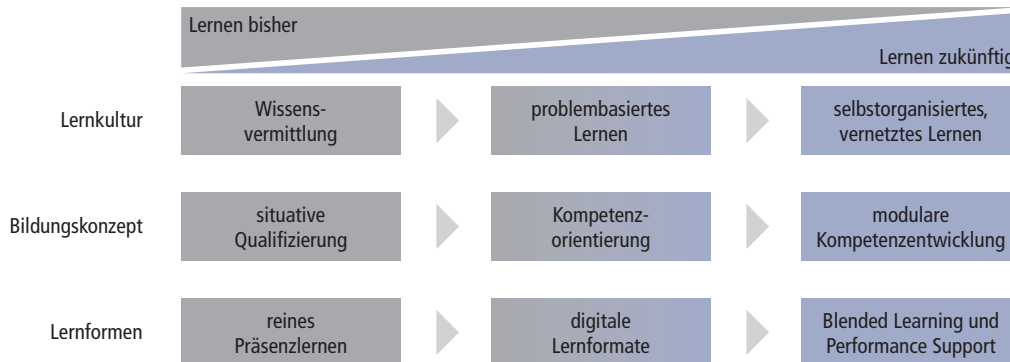 Lernen bisher
Lernen zukünftig
Lernkultur
Wissens-
vermittlung
problembasiertes
Lernen
selbstorganisiertes,
vernetztes Lernen
Bildungskonzept
situative
Qualifizierung
Kompetenz-
orientierung
modulare
Kompetenzentwicklung
Lernformen
reines
Präsenzlernen
digitale
Lernformate
Blended Learning und
Performance Support